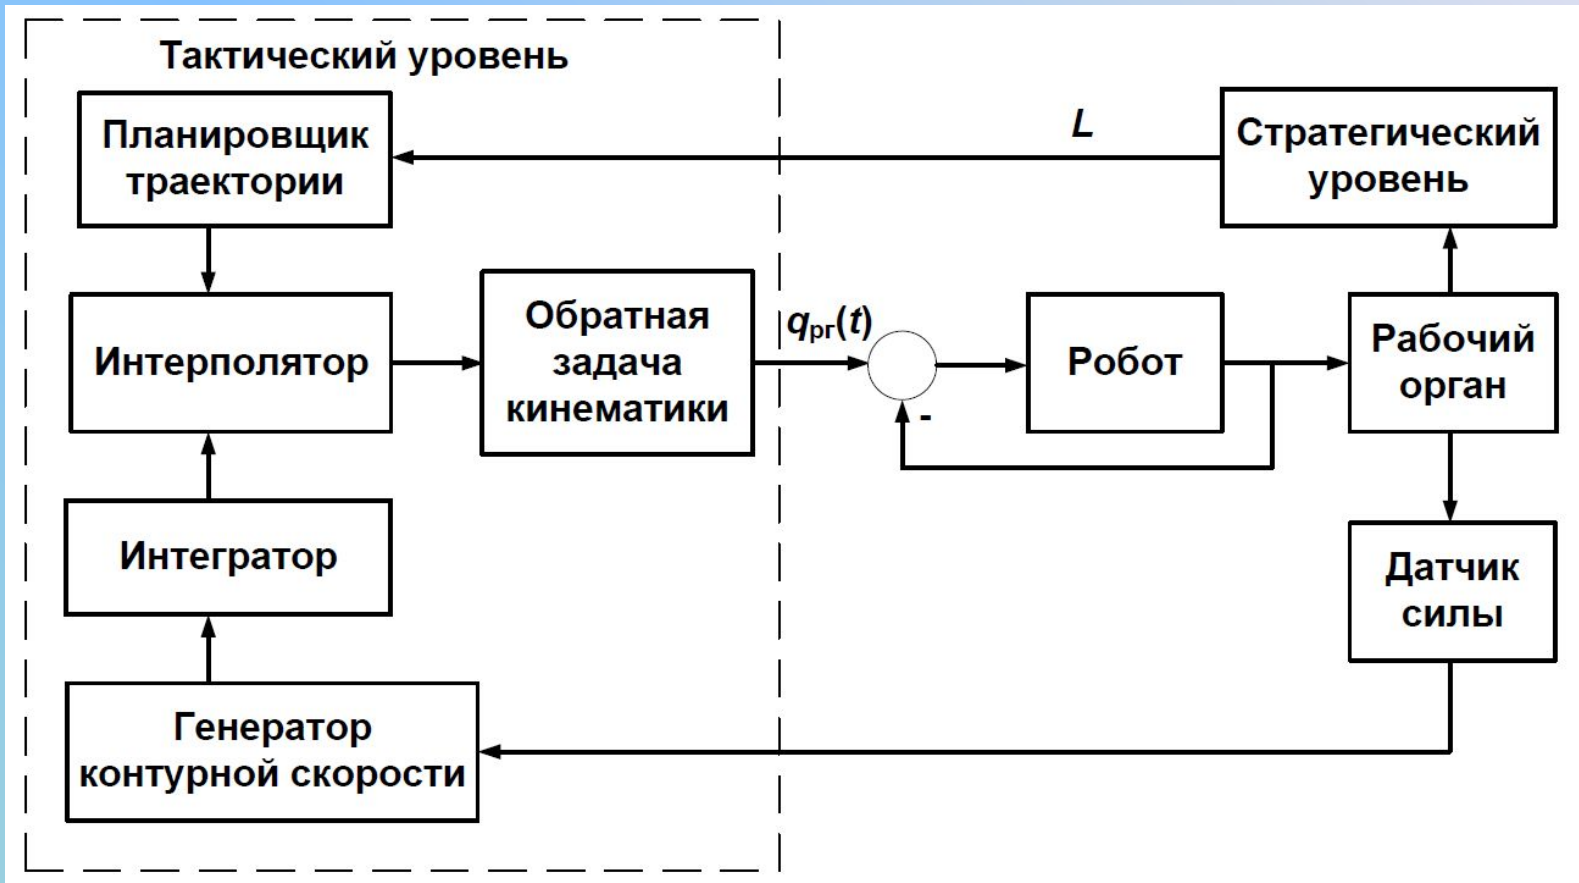 Тактический уровень
Планировщик
траектории
L
Стратегический
уровень
Интерполятор
Обратная
задача
кинематики
qрг(t)
-
Робот
Рабочий
орган
Интегратор
Датчик
силы
Генератор
контурной скорости